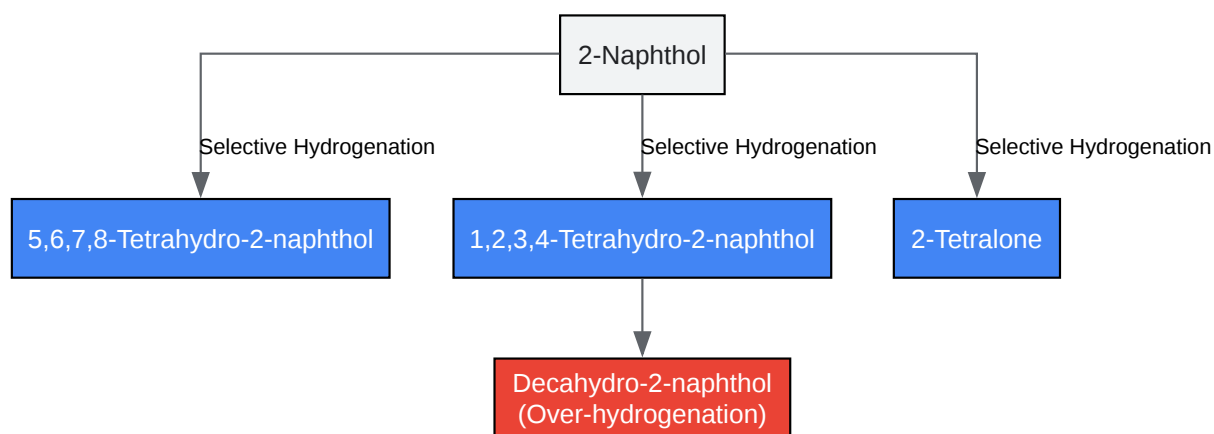 2-Naphthol
Selective Hydrogenation
Selective Hydrogenation
Selective Hydrogenation
5,6,7,8-Tetrahydro-2-naphthol
1,2,3,4-Tetrahydro-2-naphthol
2-Tetralone
Decahydro-2-naphthol
(Over-hydrogenation)